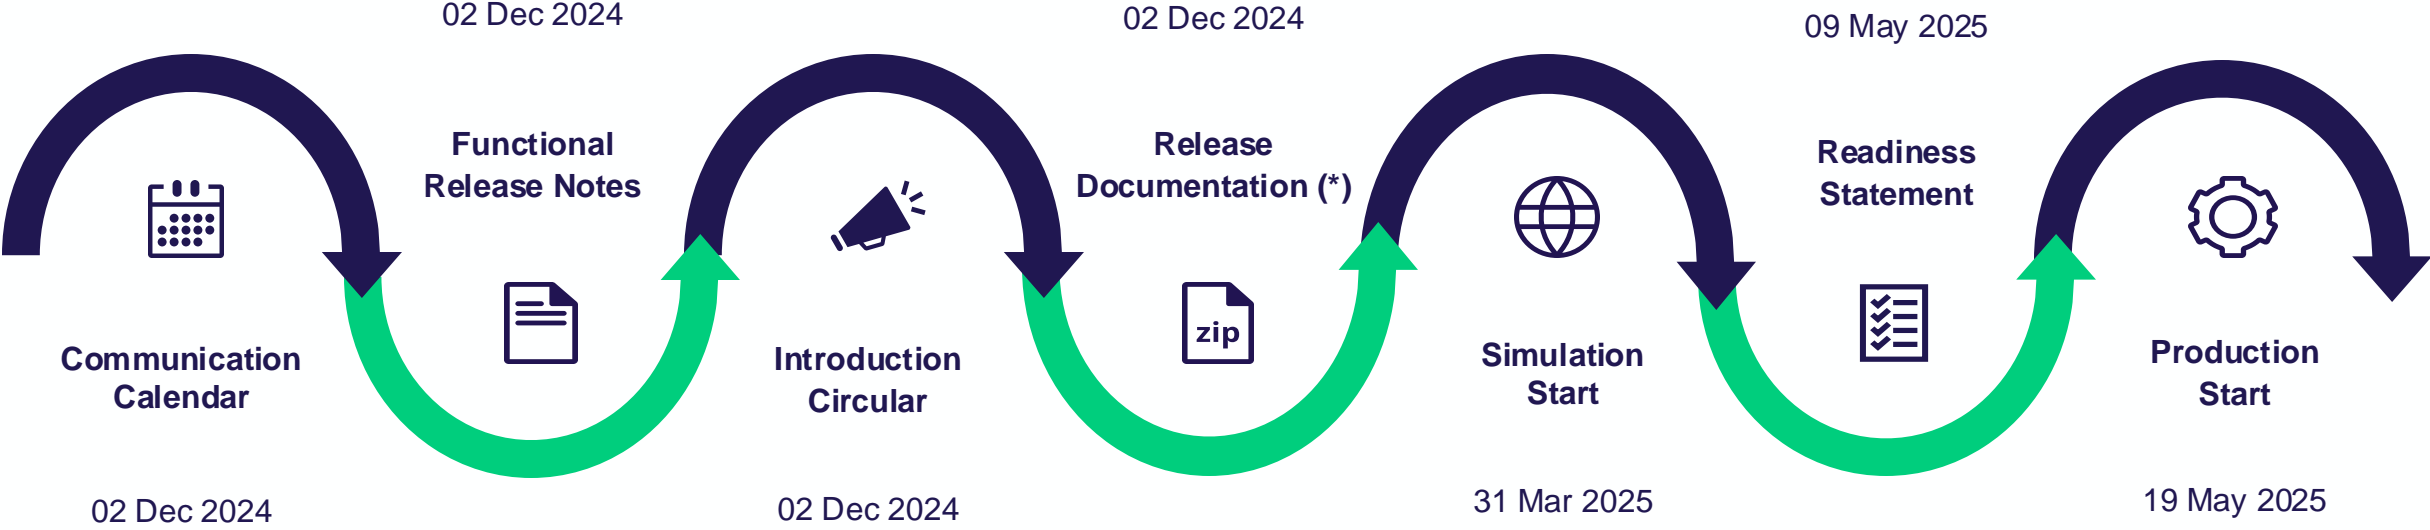 02 Dec 2024
02 Dec 2024
09 May 2025
Functional
Release Notes
Release
Documentation (*)
Readiness
Statement
zip
Communication
Calendar
Introduction
Circular
Simulation
Start
Production
Start
02 Dec 2024
02 Dec 2024
31 Mar 2025
19 May 2025